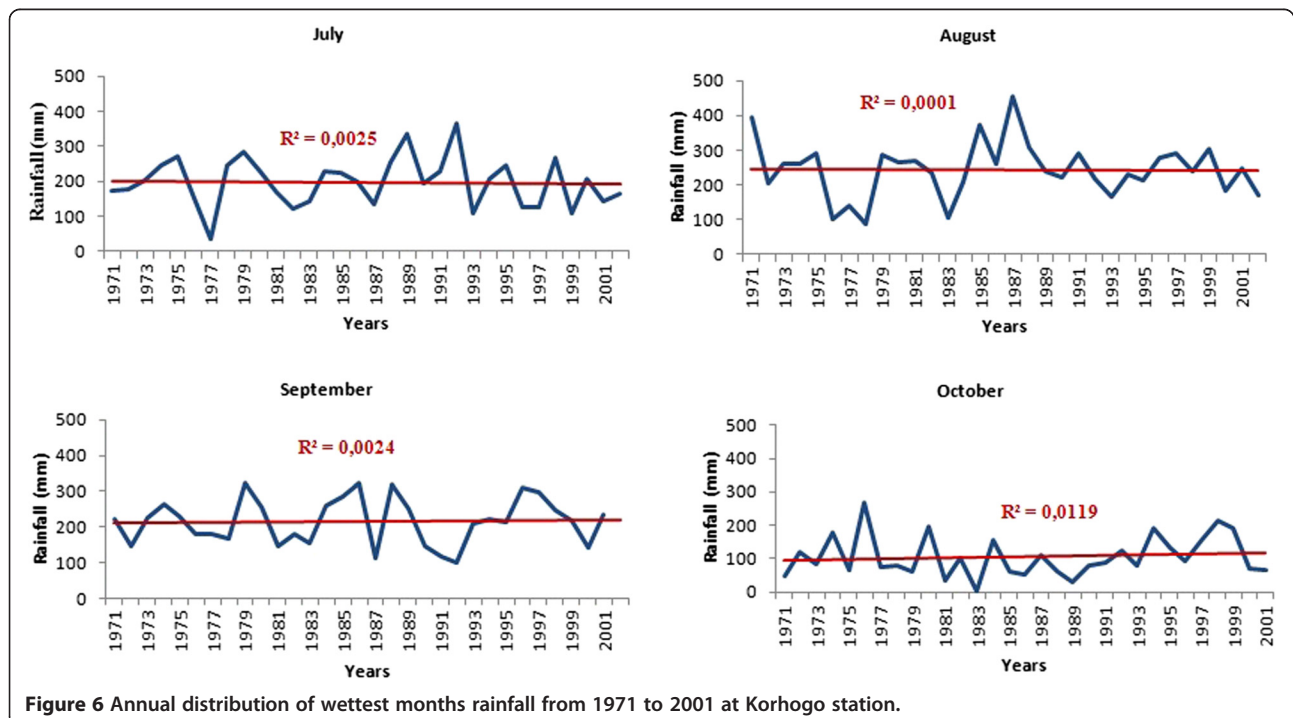 July
500
400
300
200
100
0
Rainfall (mm)
R² = 0,0025
1971 1973 1975 1977 1979 1981 1983 1985 1987 1989 1991 1993 1995 1997 1999 2001
Years
August
500
400
300
200
100
0
Rainfall (mm)
R² = 0,0001
1971 1973 1975 1977 1979 1981 1983 1985 1987 1989 1991 1993 1995 1997 1999 2001
Years
September
500
400
300
200
100
0
Rainfall (mm)
R² = 0,0024
1971 1973 1975 1977 1979 1981 1983 1985 1987 1989 1991 1993 1995 1997 1999 2001
Years
October
500
400
300
200
100
0
Rainfall (mm)
R² = 0,0119
1971 1973 1975 1977 1979 1981 1983 1985 1987 1989 1991 1993 1995 1997 1999 2001
Years
Figure 6 Annual distribution of wettest months rainfall from 1971 to 2001 at Korhogo station.